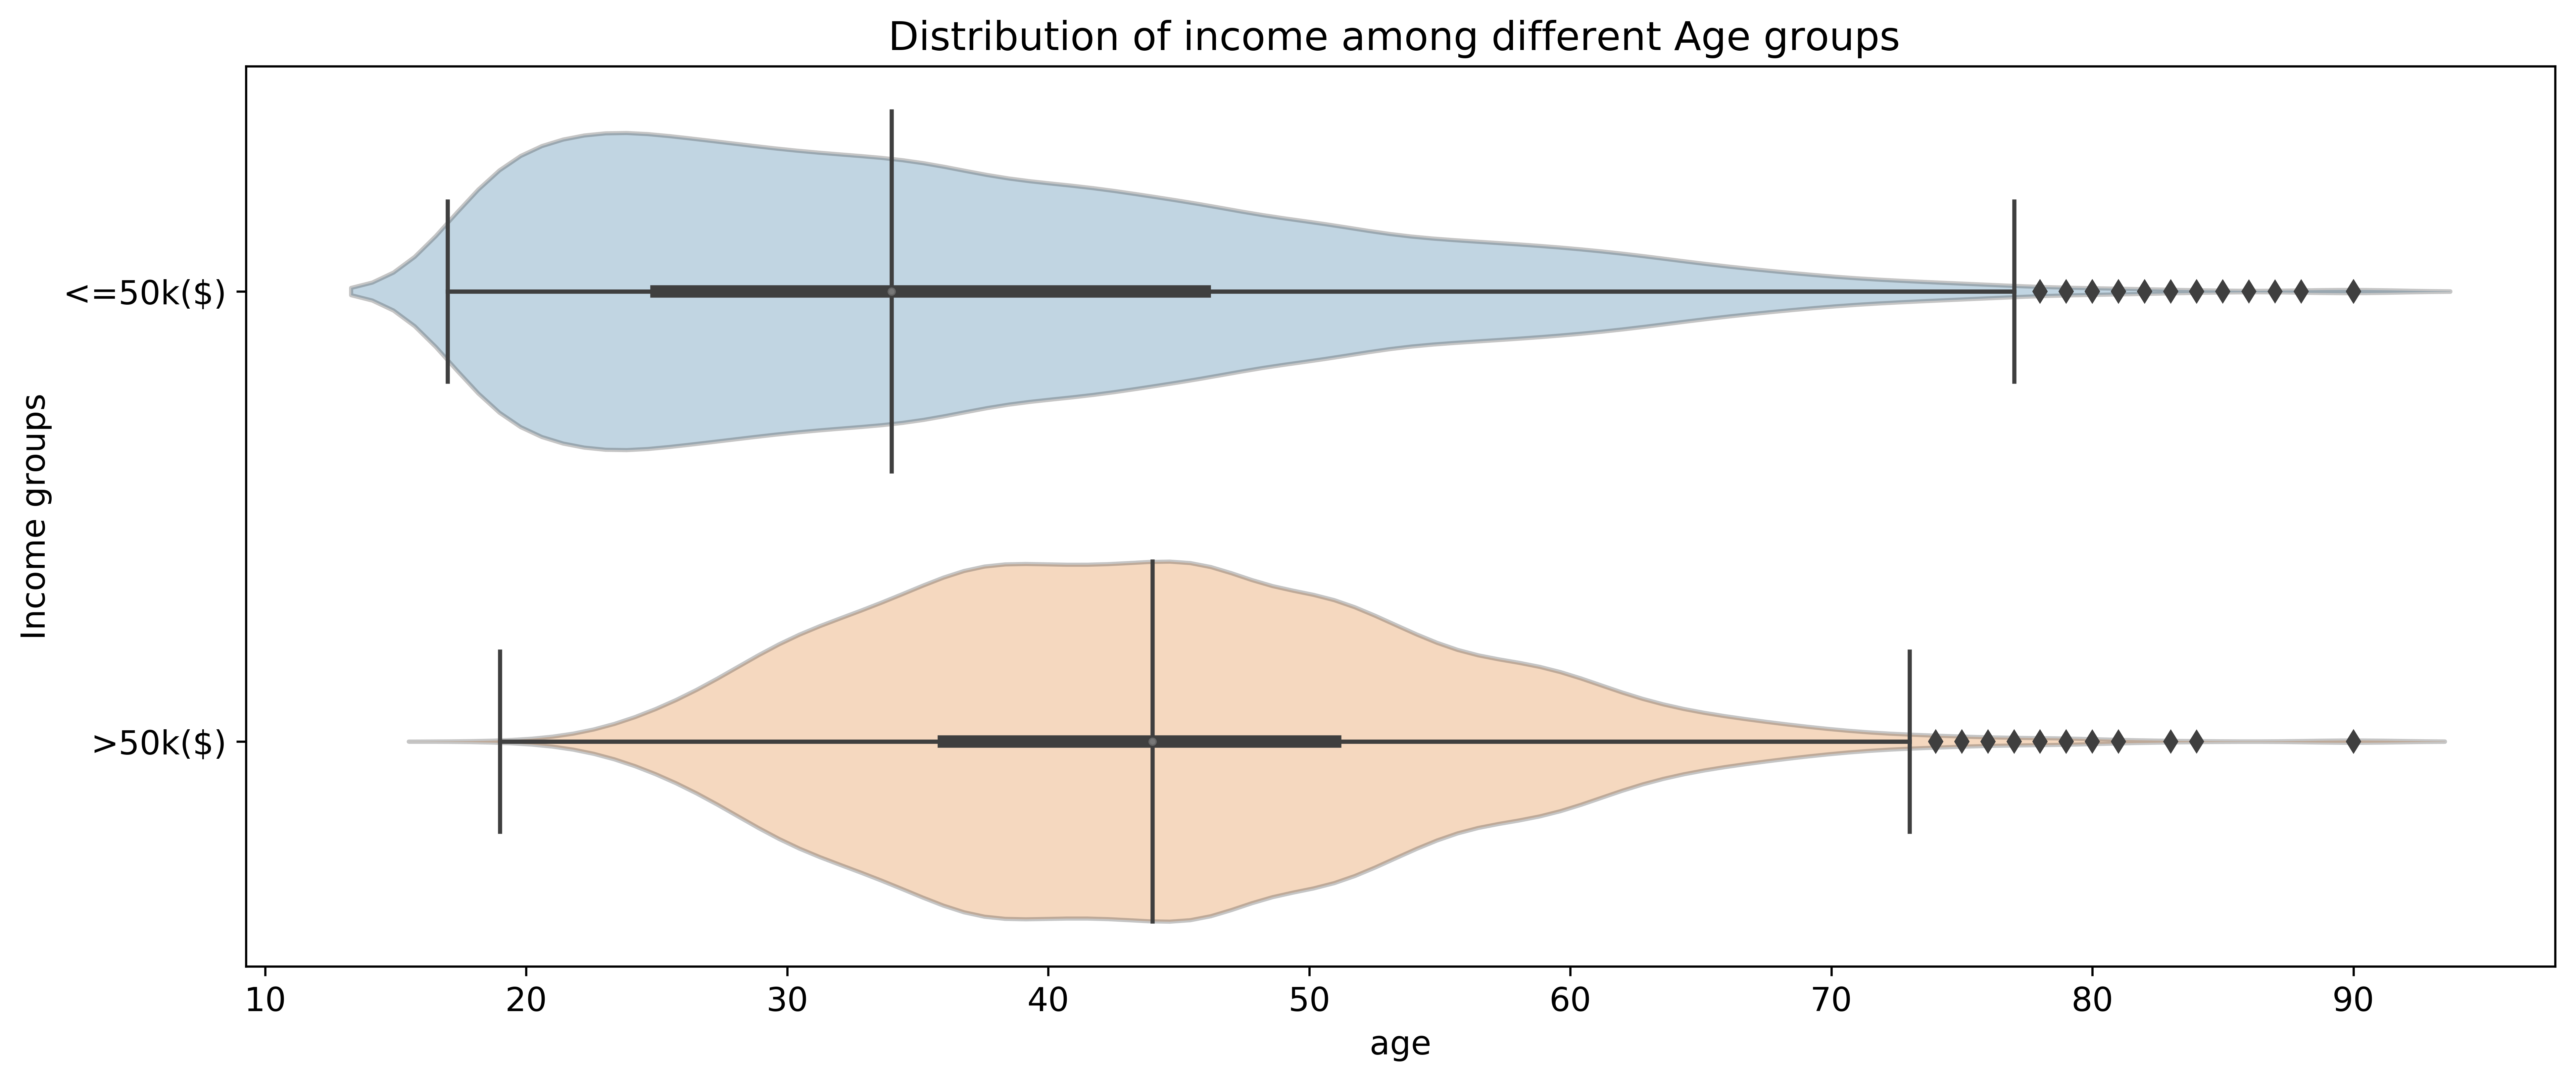 Distribution of income among different Age groups
Income groups
<=50k($)
>50k($)
10 20 30 40 50 60 70 80 90
age